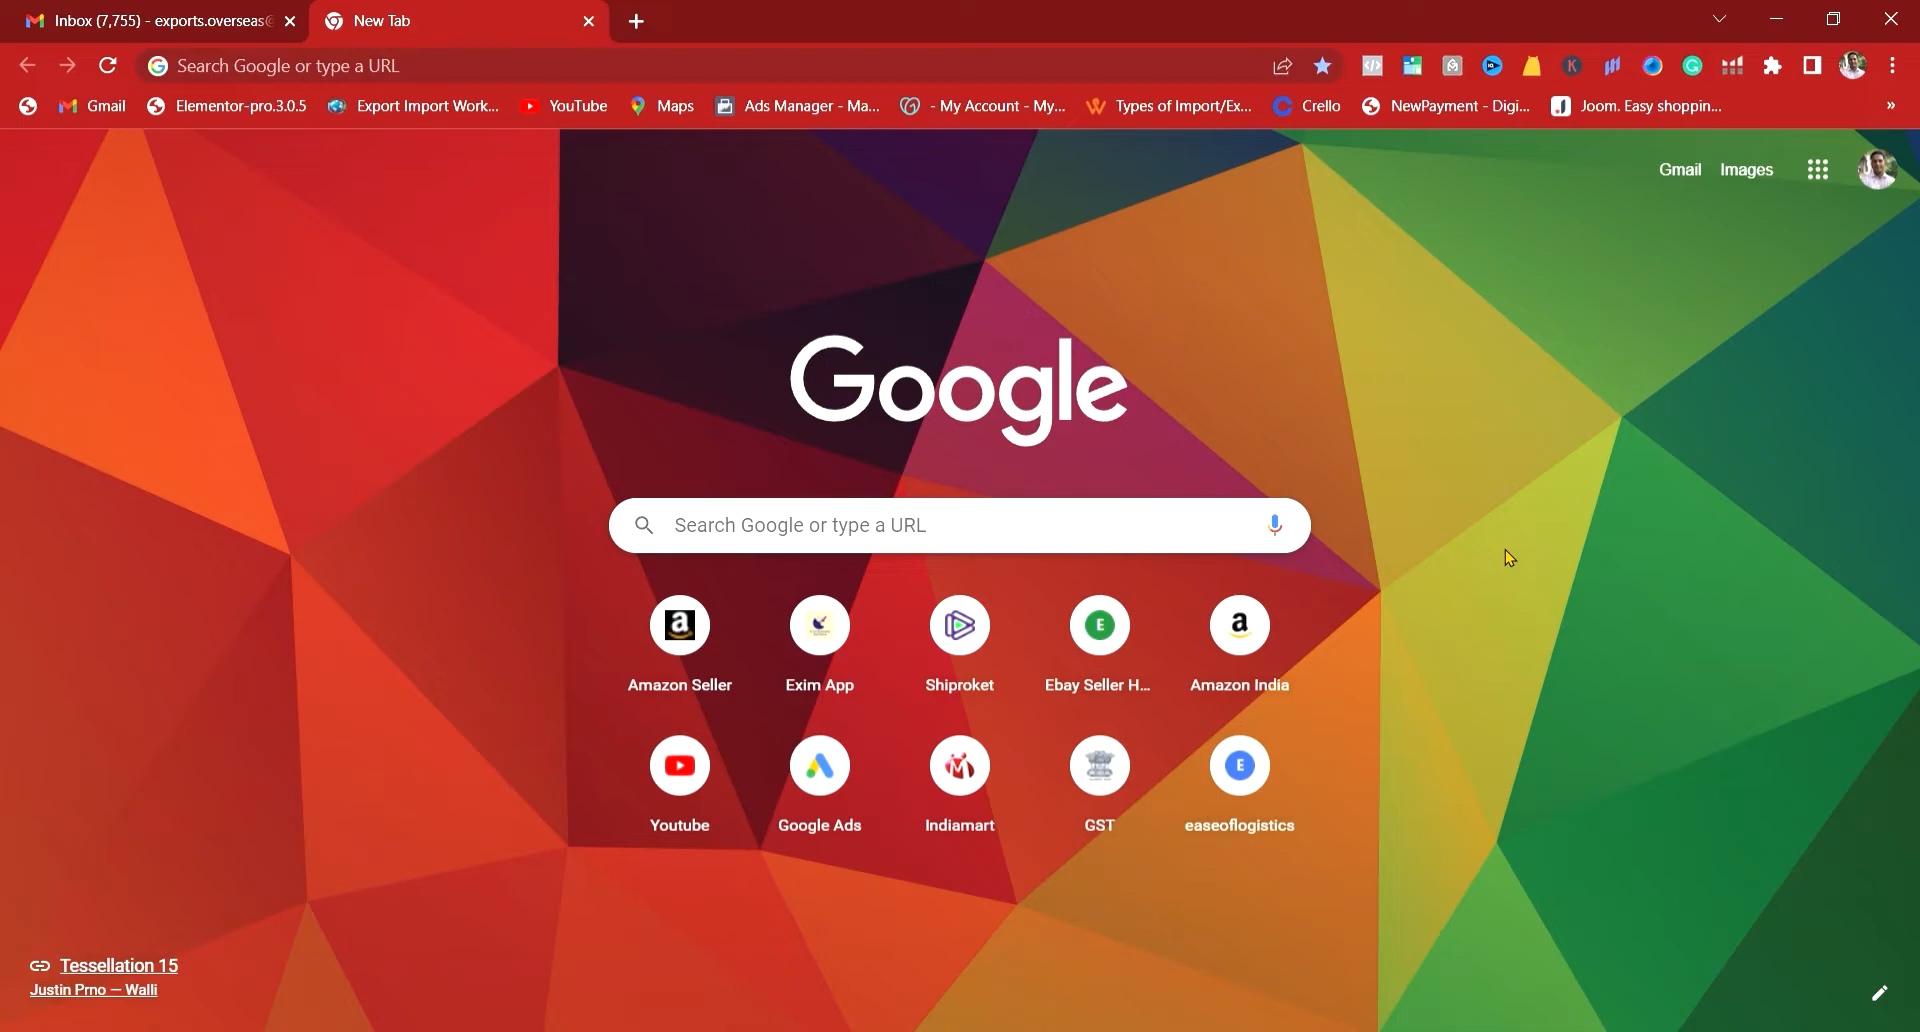 Inbox (7,755) - exports.overseas@
New Tab
Search Google or type a URL
Gmail Elementor-pro.3.0.5 Export Import Work... YouTube Maps Ads Manager - Ma... - My Account - My... Types of Import/Ex... Crello NewPayment - Digi... Joom. Easy shoppin... »
Gmail Images
Google
Search Google or type a URL
Amazon Seller Exim App Shiproket Ebay Seller H... Amazon India
Youtube Google Ads Indiamart GST easeoflogistics
Tessellation 15
Justin Prno — Walli